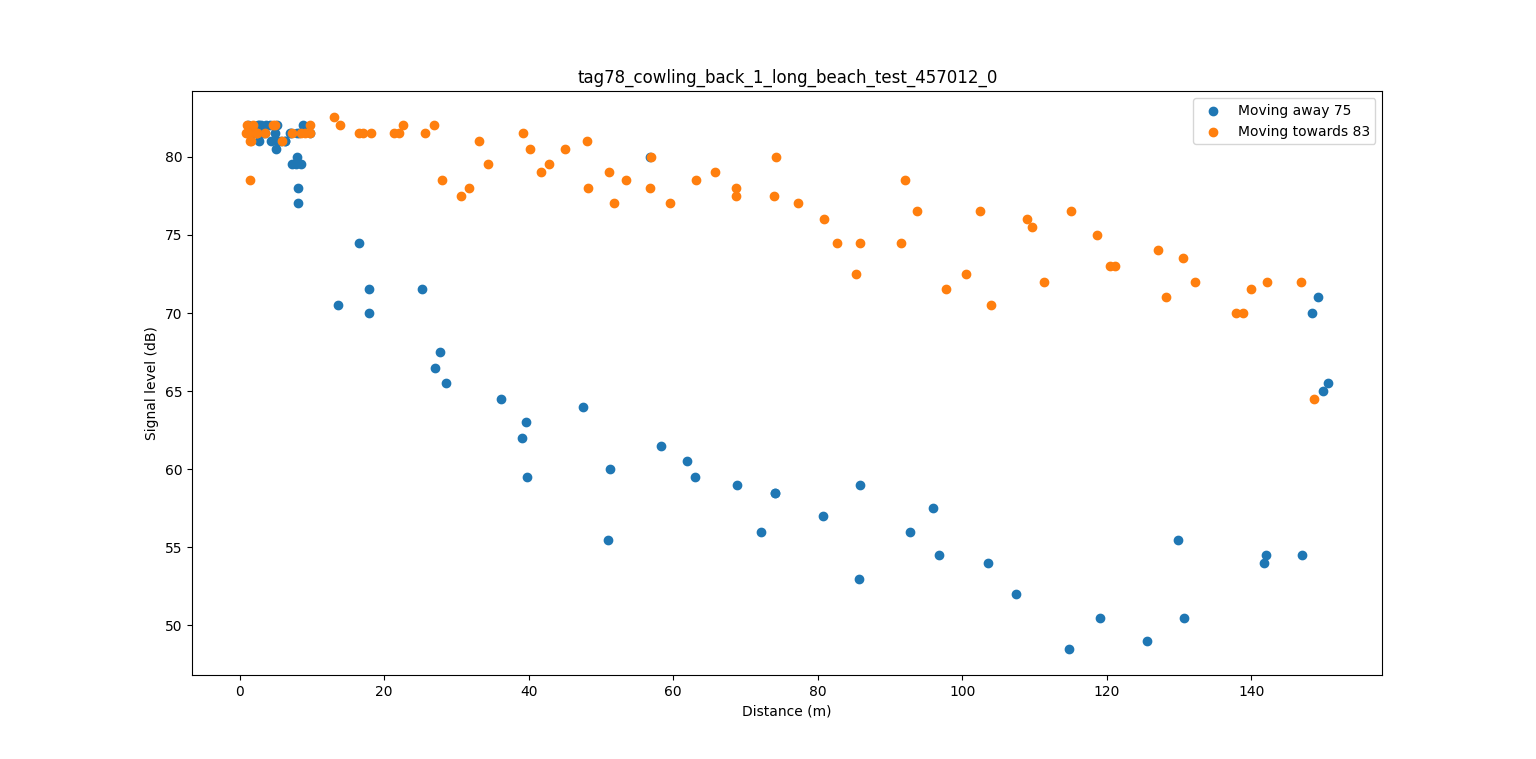 tag78_cowling_back_1_long_beach_test_457012_0
Moving away 75
Moving towards 83
Signal level (dB)
80
75
70
65
60
55
50
0 20 40 60 80 100 120 140
Distance (m)